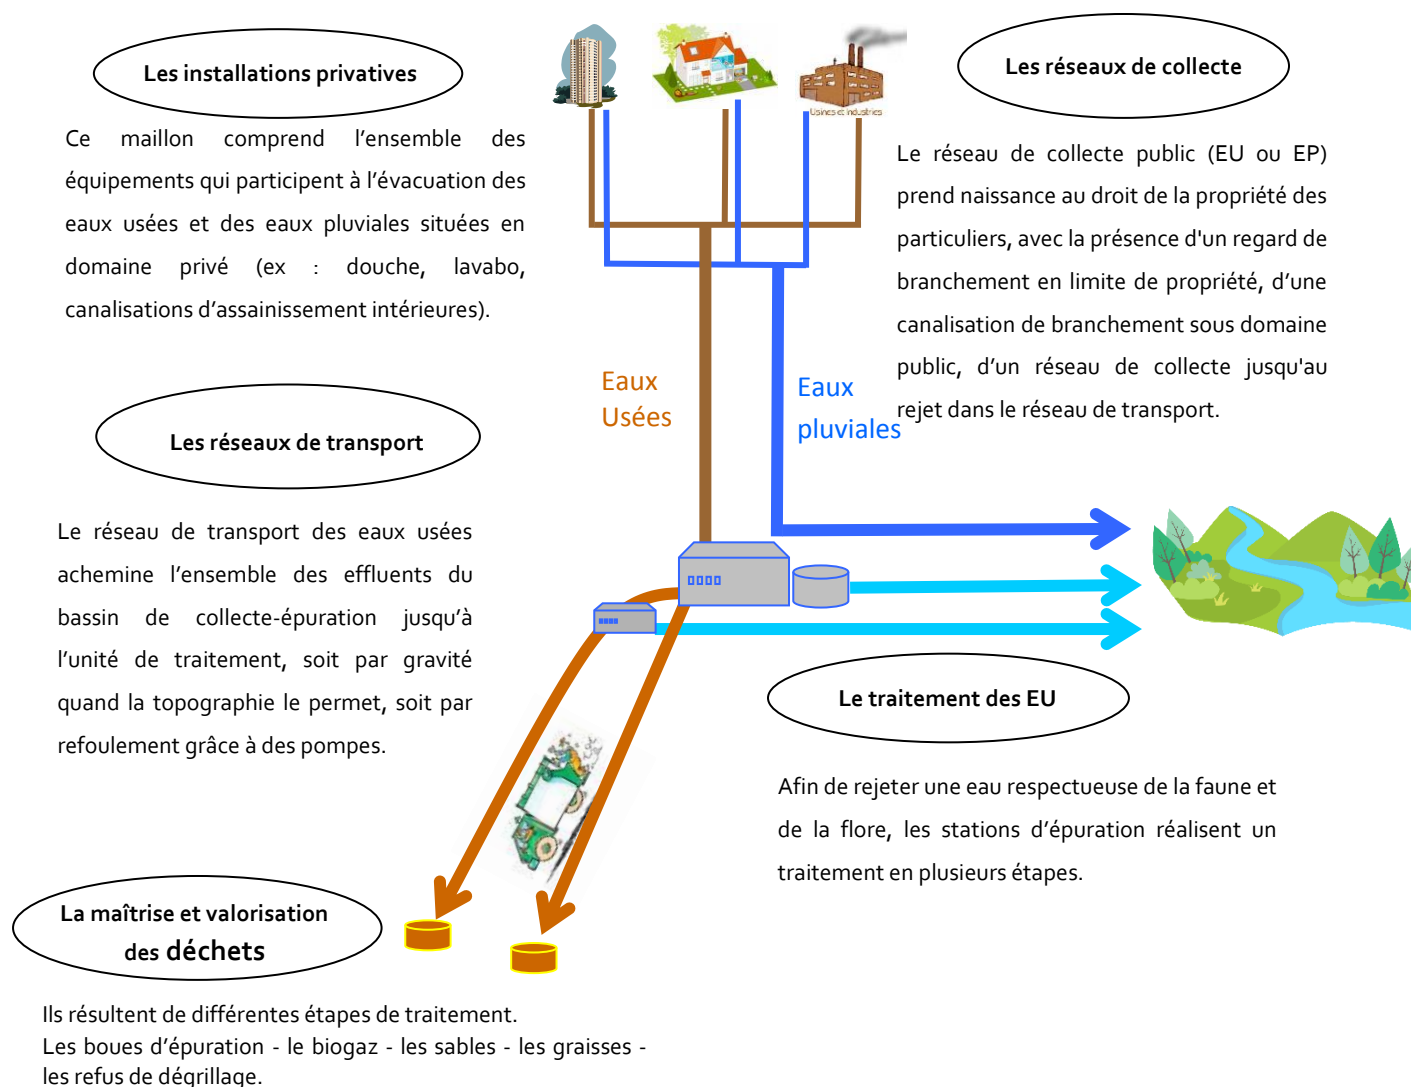 Les installations privatives
Ce maillon comprend l’ensemble des
équipements qui participent à l’évacuation des
eaux usées et des eaux pluviales situées en
domaine privé (ex : douche, lavabo,
canalisations d’assainissement intérieures).
Usines et industries
Les réseaux de collecte
Le réseau de collecte public (EU ou EP)
prend naissance au droit de la propriété des
particuliers, avec la présence d'un regard de
branchement en limite de propriété, d’une
canalisation de branchement sous domaine
public, d’un réseau de collecte jusqu'au
rejet dans le réseau de transport.
Eaux
Usées
Eaux
pluviales
Les réseaux de transport
Le réseau de transport des eaux usées
achemine l’ensemble des effluents du
bassin de collecte-épuration jusqu’à
l’unité de traitement, soit par gravité
quand la topographie le permet, soit par
refoulement grâce à des pompes.
Le traitement des EU
Afin de rejeter une eau respectueuse de la faune et
de la flore, les stations d’épuration réalisent un
traitement en plusieurs étapes.
La maîtrise et valorisation
des déchets
Ils résultent de différentes étapes de traitement.
Les boues d’épuration - le biogaz - les sables - les graisses -
les refus de dégrillage.